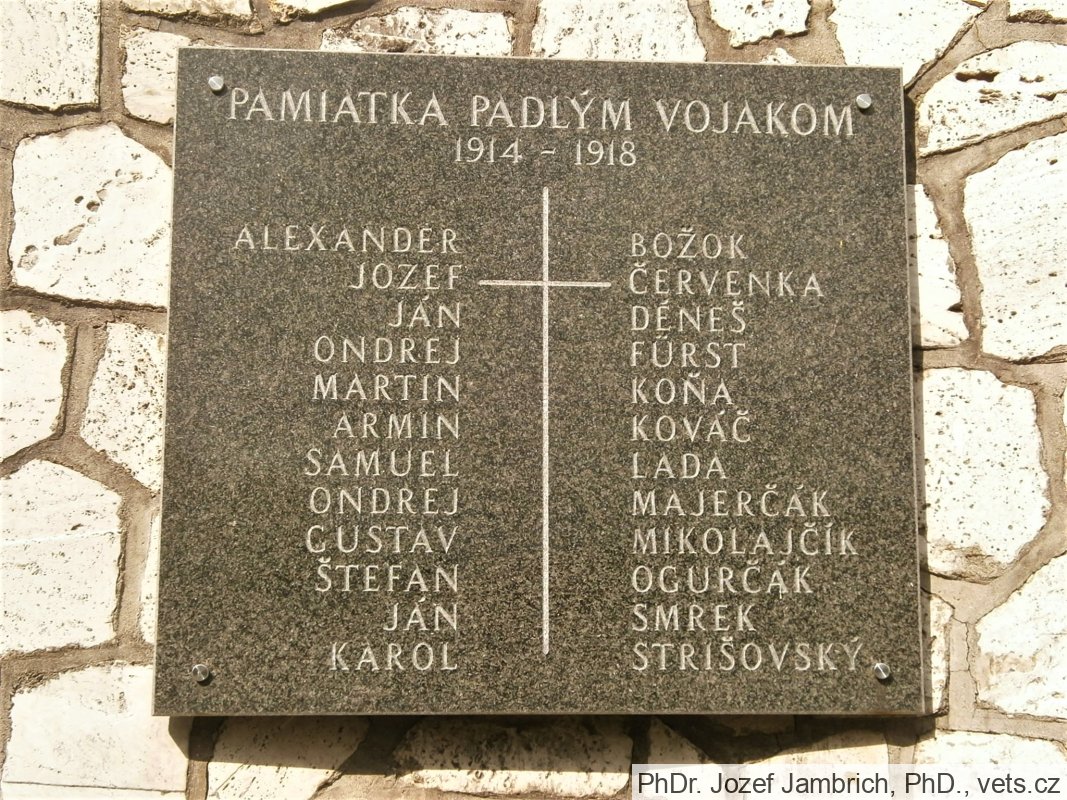 PAMIATKA PADLÝM VOJAKOM
1914 - 1918
ALEXANDER BOŽOK
JOZEF ČERVENKA
JÁN DÉNEŠ
ONDREJ FÜRST
MARTIN KOŇA
ARMIN KOVÁČ
SAMUEL LADA
ONDREJ MAJERČÁK
GUSTAV MIKOLAJČÍK
ŠTEFAN OGURČÁK
JÁN SMREK
KAROL STRIŠOVSKÝ
PhDr. Jozef Jambrich, PhD., vets.cz